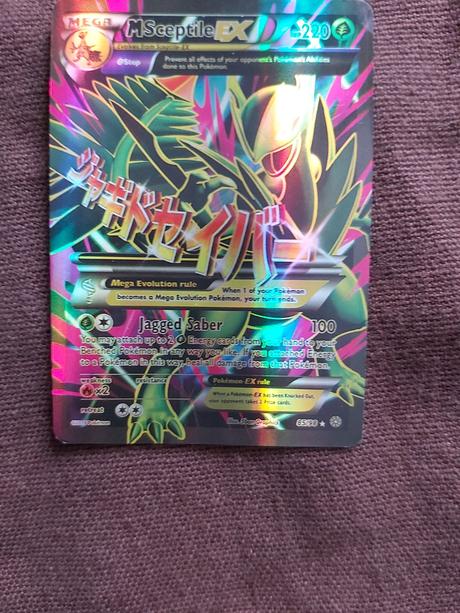 MEGA
M Sceptile EX 220
Evolves from Sceptile-EX
θStop
Prevent all effects of your opponent's Pokémon's Abilities
done to this Pokémon.
ジャギドセイバー
Mega Evolution rule
When 1 of your Pokémon
becomes a Mega Evolution Pokémon, your turn ends.
Jagged Saber 100
You may attach up to 2 Energy cards from your hand to your
Benched Pokémon in any way you like. If you attached Energy
to a Pokémon in this way, heal all damage from that Pokémon.
weakness resistance
×2
Pokémon-EX rule
When a Pokémon-EX has been Knocked Out,
your opponent takes 2 Prize cards.
retreat
Illus. 5ban Graphics 85/98